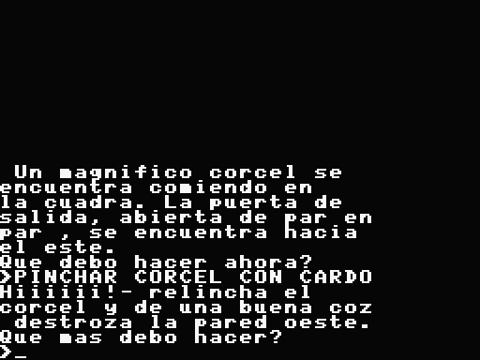 Un magnifico corcel se
encuentra comiendo en
la cuadra. La puerta de
salida, abierta de par en
par , se encuentra hacia
el este.
Que debo hacer ahora?
>PINCHAR CORCEL CON CARDO
Hiiiiii!- relincha el
corcel y de una buena coz
destroza la pared oeste.
Que mas debo hacer?
>_